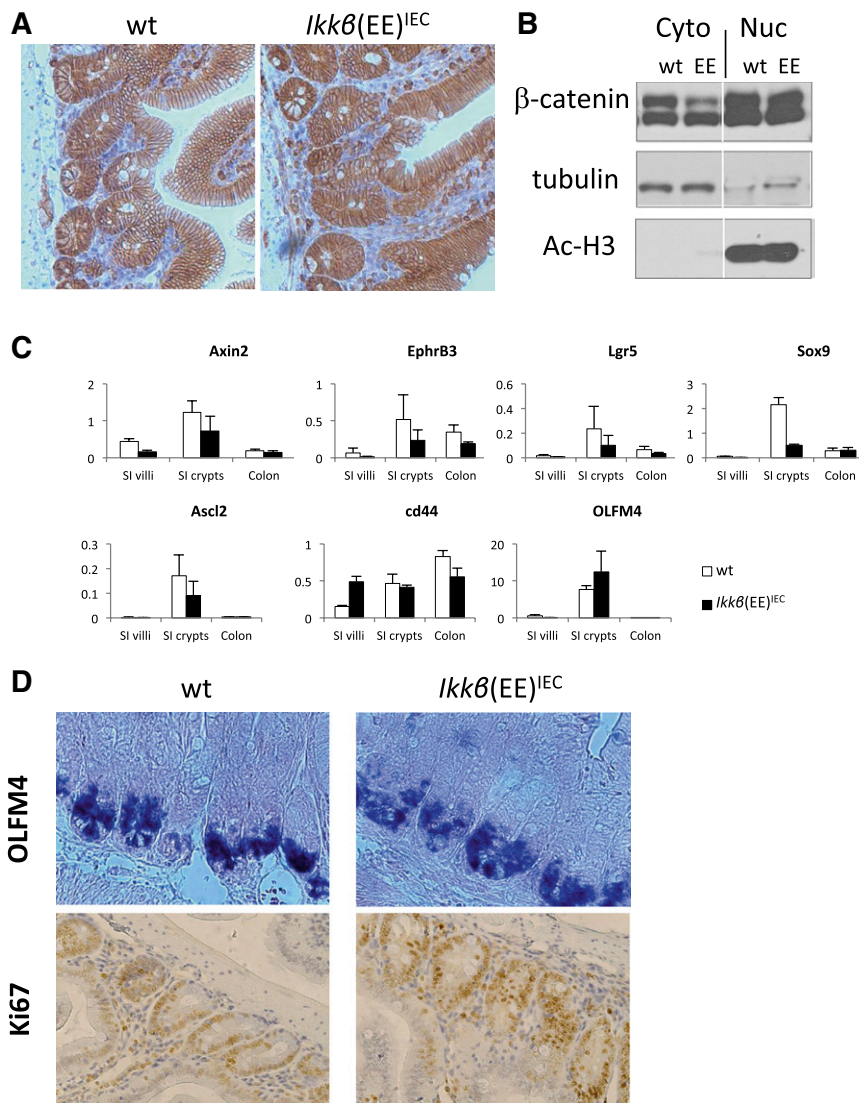 A
wt
Ikkβ(EE)IEC
B
Cyto Nuc
wt EE wt EE
β-catenin
tubulin
Ac-H3
C
Axin2
2
1
0
SI villi SI crypts Colon
EphrB3
1
0.5
0
SI villi SI crypts Colon
Lgr5
0.6
0.4
0.2
0
SI villi SI crypts Colon
Sox9
3
2
1
0
SI villi SI crypts Colon
Ascl2
0.3
0.2
0.1
0
SI villi SI crypts Colon
cd44
1
0.5
0
SI villi SI crypts Colon
OLFM4
20
10
0
SI villi SI crypts Colon
wt
Ikkβ(EE)IEC
D
wt
Ikkβ(EE)IEC
OLFM4
Ki67